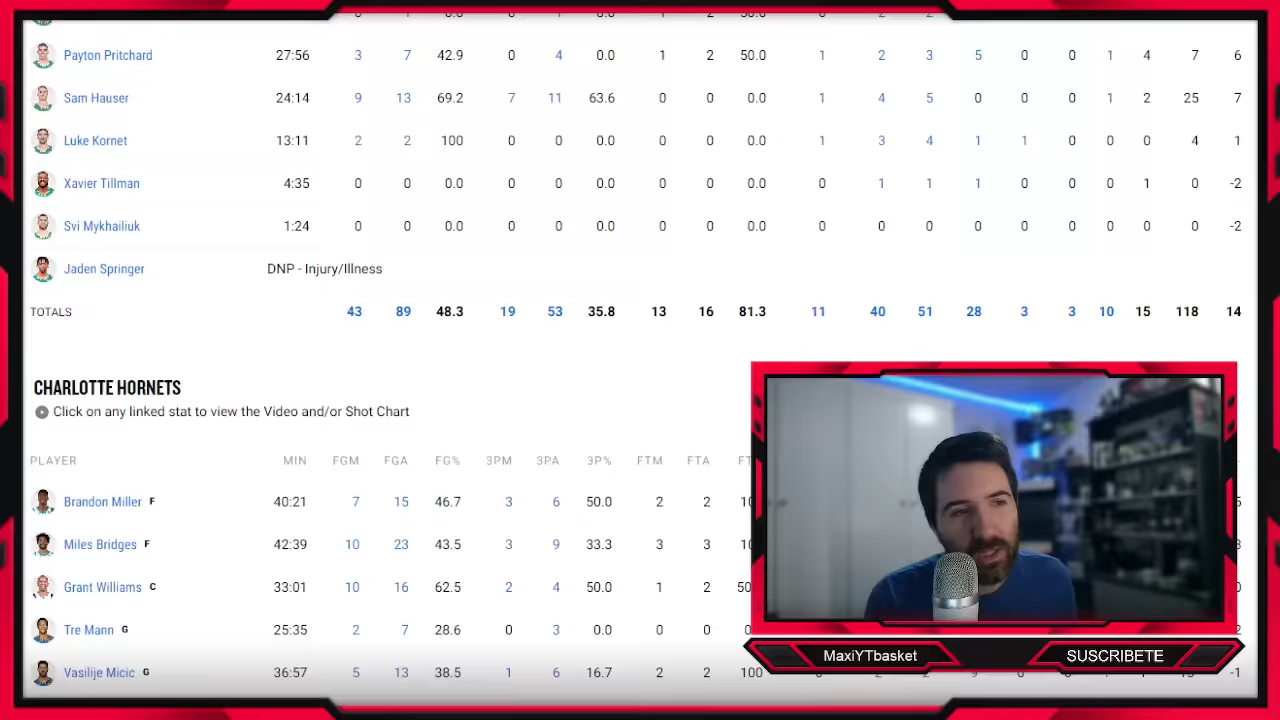 Payton Pritchard 27:56 3 7 42.9 0 4 0.0 1 2 50.0 1 2 3 5 0 0 1 4 7 6
Sam Hauser 24:14 9 13 69.2 7 11 63.6 0 0 0.0 1 4 5 0 0 0 1 2 25 7
Luke Kornet 13:11 2 2 100 0 0 0.0 0 0 0.0 1 3 4 1 1 0 0 0 4 1
Xavier Tillman 4:35 0 0 0.0 0 0 0.0 0 0 0.0 0 1 1 1 0 0 0 1 0 -2
Svi Mykhailiuk 1:24 0 0 0.0 0 0 0.0 0 0 0.0 0 0 0 0 0 0 0 0 0 -2
Jaden Springer DNP - Injury/Illness
TOTALS 43 89 48.3 19 53 35.8 13 16 81.3 11 40 51 28 3 3 10 15 118 14
CHARLOTTE HORNETS
Click on any linked stat to view the Video and/or Shot Chart
PLAYER MIN FGM FGA FG% 3PM 3PA 3P% FTM FTA
Brandon Miller F 40:21 7 15 46.7 3 6 50.0 2 2
Miles Bridges F 42:39 10 23 43.5 3 9 33.3 3 3
Grant Williams C 33:01 10 16 62.5 2 4 50.0 1 2
Tre Mann G 25:35 2 7 28.6 0 3 0.0 0 0
Vasilije Micic G 36:57 5 13 38.5 1 6 16.7 2 2 100
MaxiYTbasket
SUSCRIBETE